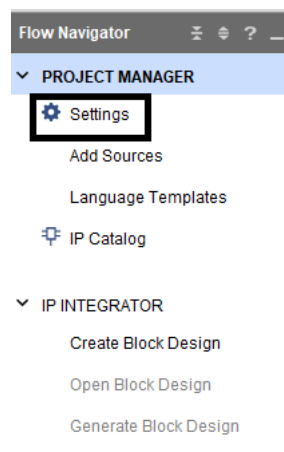 Flow Navigator ?
PROJECT MANAGER
Settings
Add Sources
Language Templates
IP Catalog
IP INTEGRATOR
Create Block Design
Open Block Design
Generate Block Design